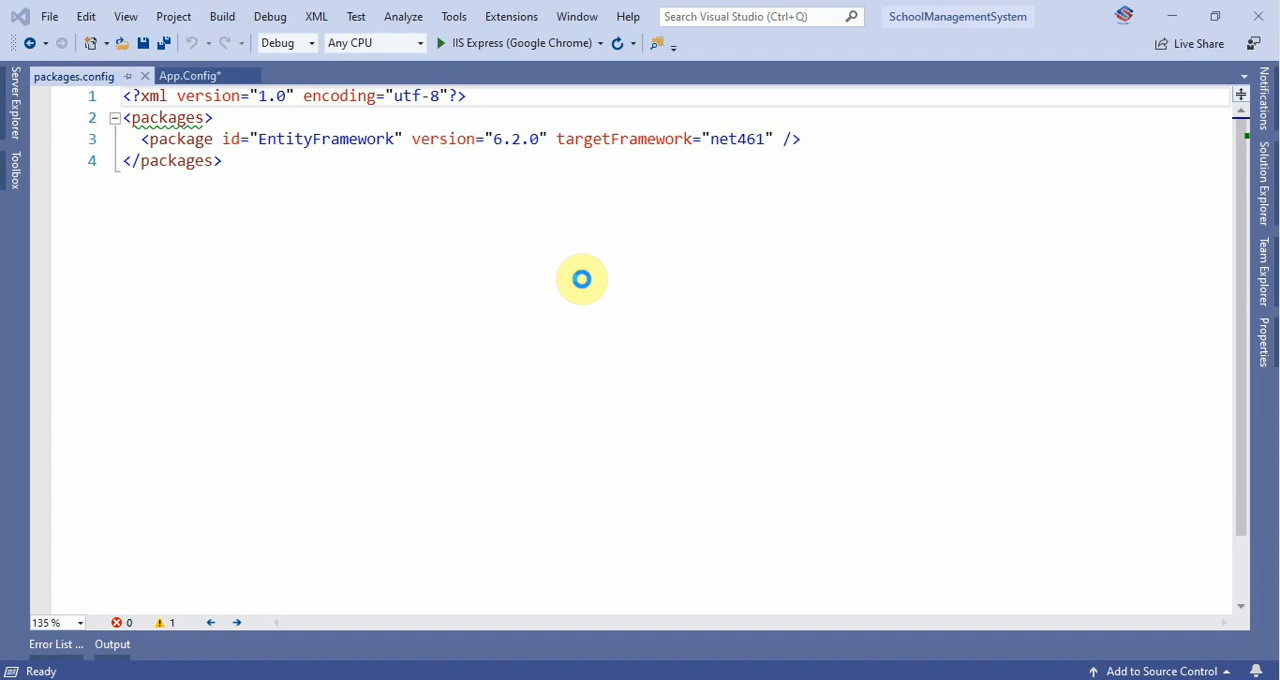 File Edit View Project Build Debug XML Test Analyze Tools Extensions Window Help Search Visual Studio (Ctrl+Q) SchoolManagementSystem
Debug Any CPU IIS Express (Google Chrome) Live Share
packages.config App.Config*
1 <?xml version="1.0" encoding="utf-8"?>
2 <packages>
3 <package id="EntityFramework" version="6.2.0" targetFramework="net461" />
4 </packages>
Server Explorer
Toolbox
Notifications
Solution Explorer
Team Explorer
Properties
135 % 0 1
Error List ... Output
Ready Add to Source Control